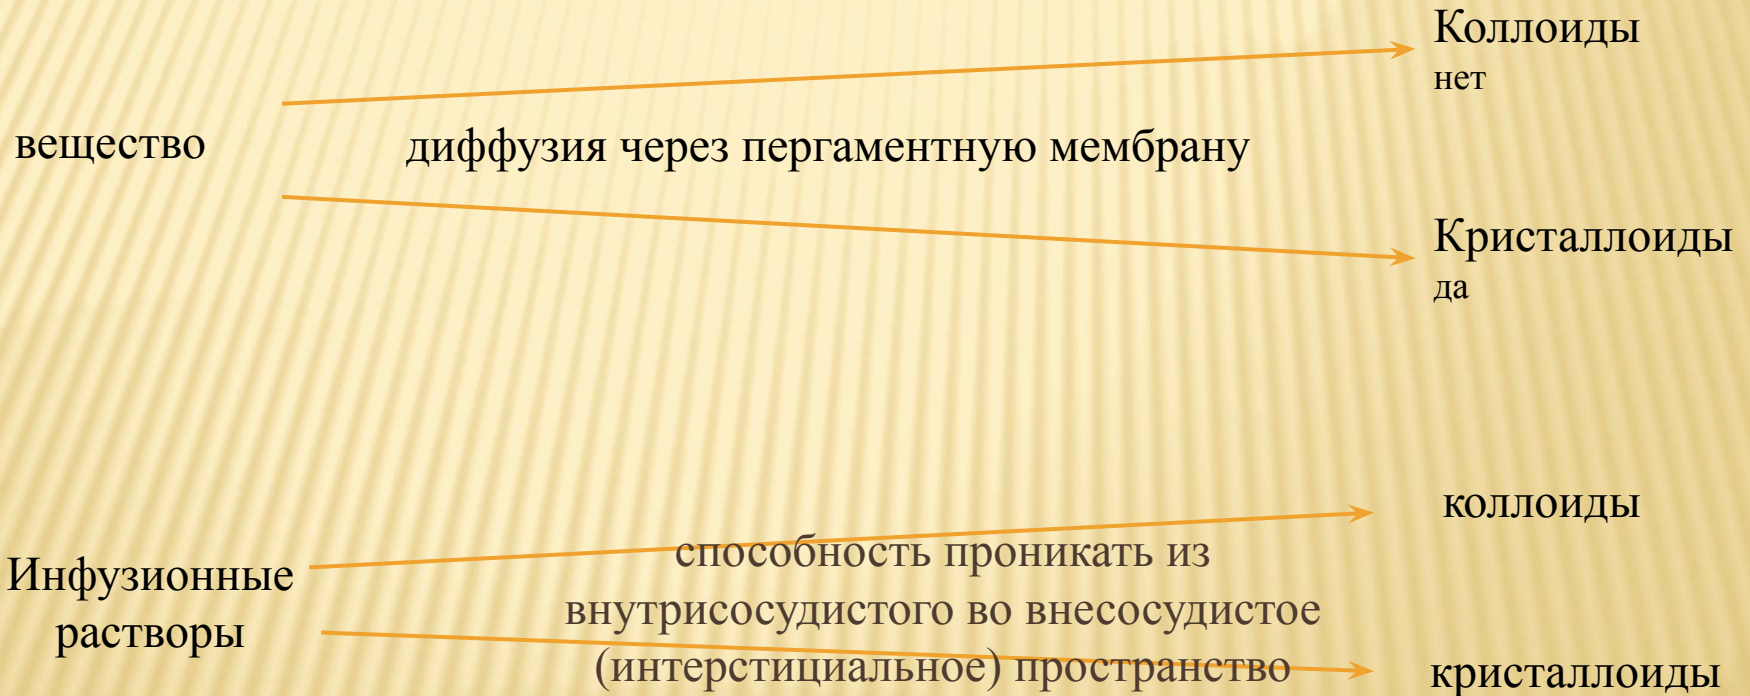 Коллоиды
нет
вещество
диффузия через пергаментную мембрану
Кристаллоиды
да
коллоиды
Инфузионные
растворы
способность проникать из
внутрисосудистого во внесосудистое
(интерстициальное) пространство
кристаллоиды